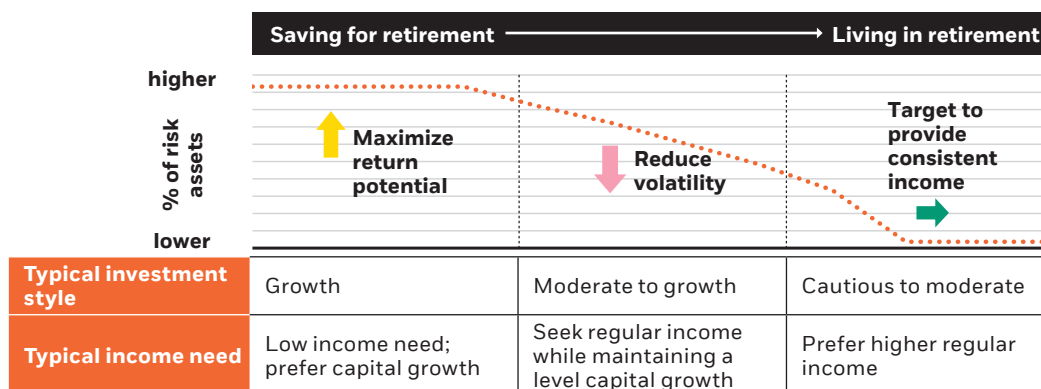 Saving for retirement
Living in retirement
higher
% of risk
assets
lower
Maximize
return
potential
Reduce
volatility
Target to
provide
consistent
income
Typical investment
style
Growth
Moderate to growth
Cautious to moderate
Typical income need
Low income need;
prefer capital growth
Seek regular income
while maintaining a
level capital growth
Prefer higher regular
income